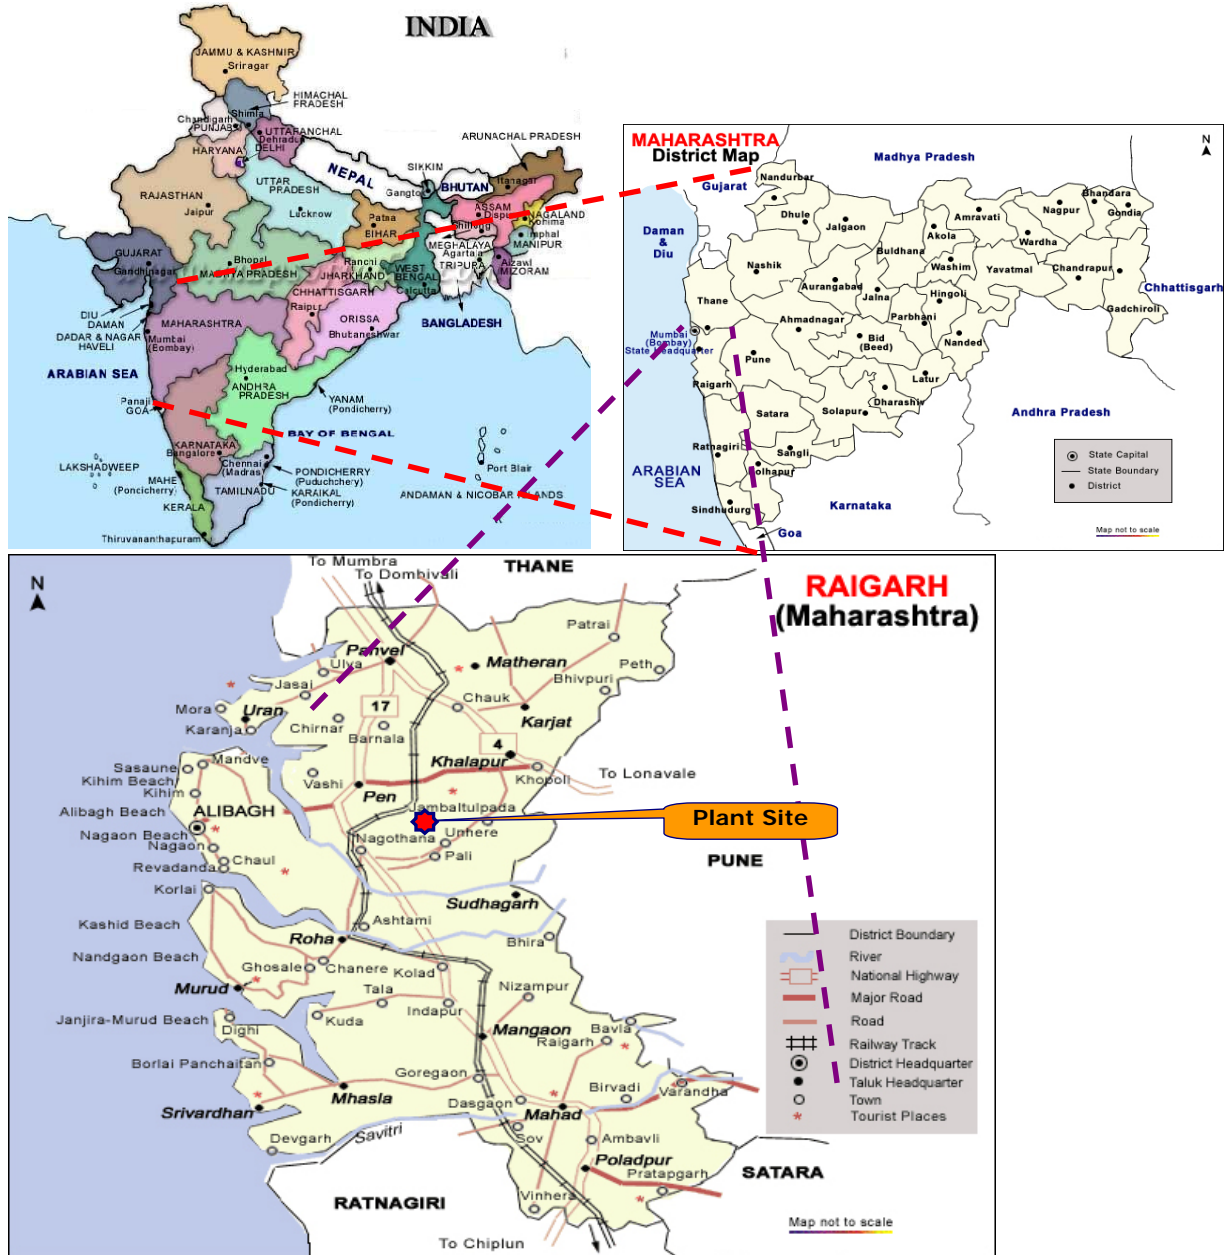 INDIA
JAMMU & KASHMIR
Srinagar
HIMACHAL
PRADESH
Shimla
Chandigarh
PUNJAB
UTTARANCHAL
Dehradu
HARYANA
DELHI
ARUNACHAL PRADESH
SIKKIM
NEPAL
BHUTAN
Itanagar
Gangto
RAJASTHAN
Jaipur
UTTAR
PRADESH
Lucknow
Patna
BIHAR
ASSAM
Dispur
NAGALAND
Kohima
Shillong
MEGHALAYA
Imphal
MANIPUR
Agartala
TRIPURA
Aizawl
MIZORAM
GUJARAT
Gandhinagar
Bhopal
MADHYA PRADESH
Ranchi
JHARKHAND
WEST
BENGAL
Calcutta
CHHATTISGARH
Raipur
ORISSA
Bhubaneshwar
BANGLADESH
DIU
DAMAN
DADAR & NAGAR
HAVELI
MAHARASHTRA
Mumbai
(Bombay)
ARABIAN SEA
Hyderabad
ANDHRA
PRADESH
YANAM
(Pondicherry)
Panaji
GOA
BAY OF BENGAL
KARNATAKA
Bangalore
Chennai
(Madras)
LAKSHADWEEP
MAHE
(Poncicherry)
PONDICHERRY
(Puduchchery)
KARAIKAL
(Pondicherry)
TAMILNADU
KERALA
Thiruvananthapuram
Port Blair
ANDAMAN & NICOBAR ISLANDS
MAHARASHTRA
District Map
N
Madhya Pradesh
Gujarat
Nandurbar
Daman
& Diu
Dhule
Jalgaon
Amravati
Nagpur
Bhandara
Gondia
Buldhana
Akola
Wardha
Nashik
Washim
Yavatmal
Chandrapur
Chhattisgarh
Gadchiroli
Aurangabad
Jalna
Hingoli
Parbhani
Thane
Mumbai
(Bombay)
State Headquarter
Ahmadnagar
Bid
(Beed)
Nanded
Pune
Latur
Raigarh
Dharashiv
Satara
Solapur
Andhra Pradesh
Ratnagiri
Sangli
Kolhapur
ARABIAN
SEA
Sindhudurg
Karnataka
Goa
State Capital
State Boundary
District
Map not to scale
N
To Mumbra
To Dombivali
THANE
RAIGARH
(Maharashtra)
Patrai
Panvel
Ulva
Matheran
Peth
Jasai
Bhivpuri
Mora
Uran
17
Chauk
Karjat
Karanja
Chirnar
Barnala
4
Mandve
Khalapur
Sasaune
Khopoli
To Lonavale
Kihim Beach
Vashi
Kihim
Pen
Jambaltulpada
Alibagh Beach
ALIBAGH
Plant Site
Nagaon Beach
Nagothana
Unhere
Nagaon
Pali
PUNE
Chaul
Revadanda
Korlai
Sudhagarh
Kashid Beach
Ashtami
Roha
Bhira
Nandgaon Beach
Ghosale
Chanere
Kolad
Murud
Tala
Nizampur
Janjira-Murud Beach
Dighi
Kuda
Indapur
Mangaon
Bavla
Raigarh
Borlai Panchaitan
Goregaon
Birvadi
Varandha
Mhasla
Dasgaon
Srivardhan
Mahad
Devgarh
Savitri
Sov
Ambavli
Poladpur
Pratapgarh
SATARA
RATNAGIRI
Vinhera
To Chiplun
District Boundary
River
National Highway
Major Road
Road
Railway Track
District Headquarter
Taluk Headquarter
Town
Tourist Places
Map not to scale